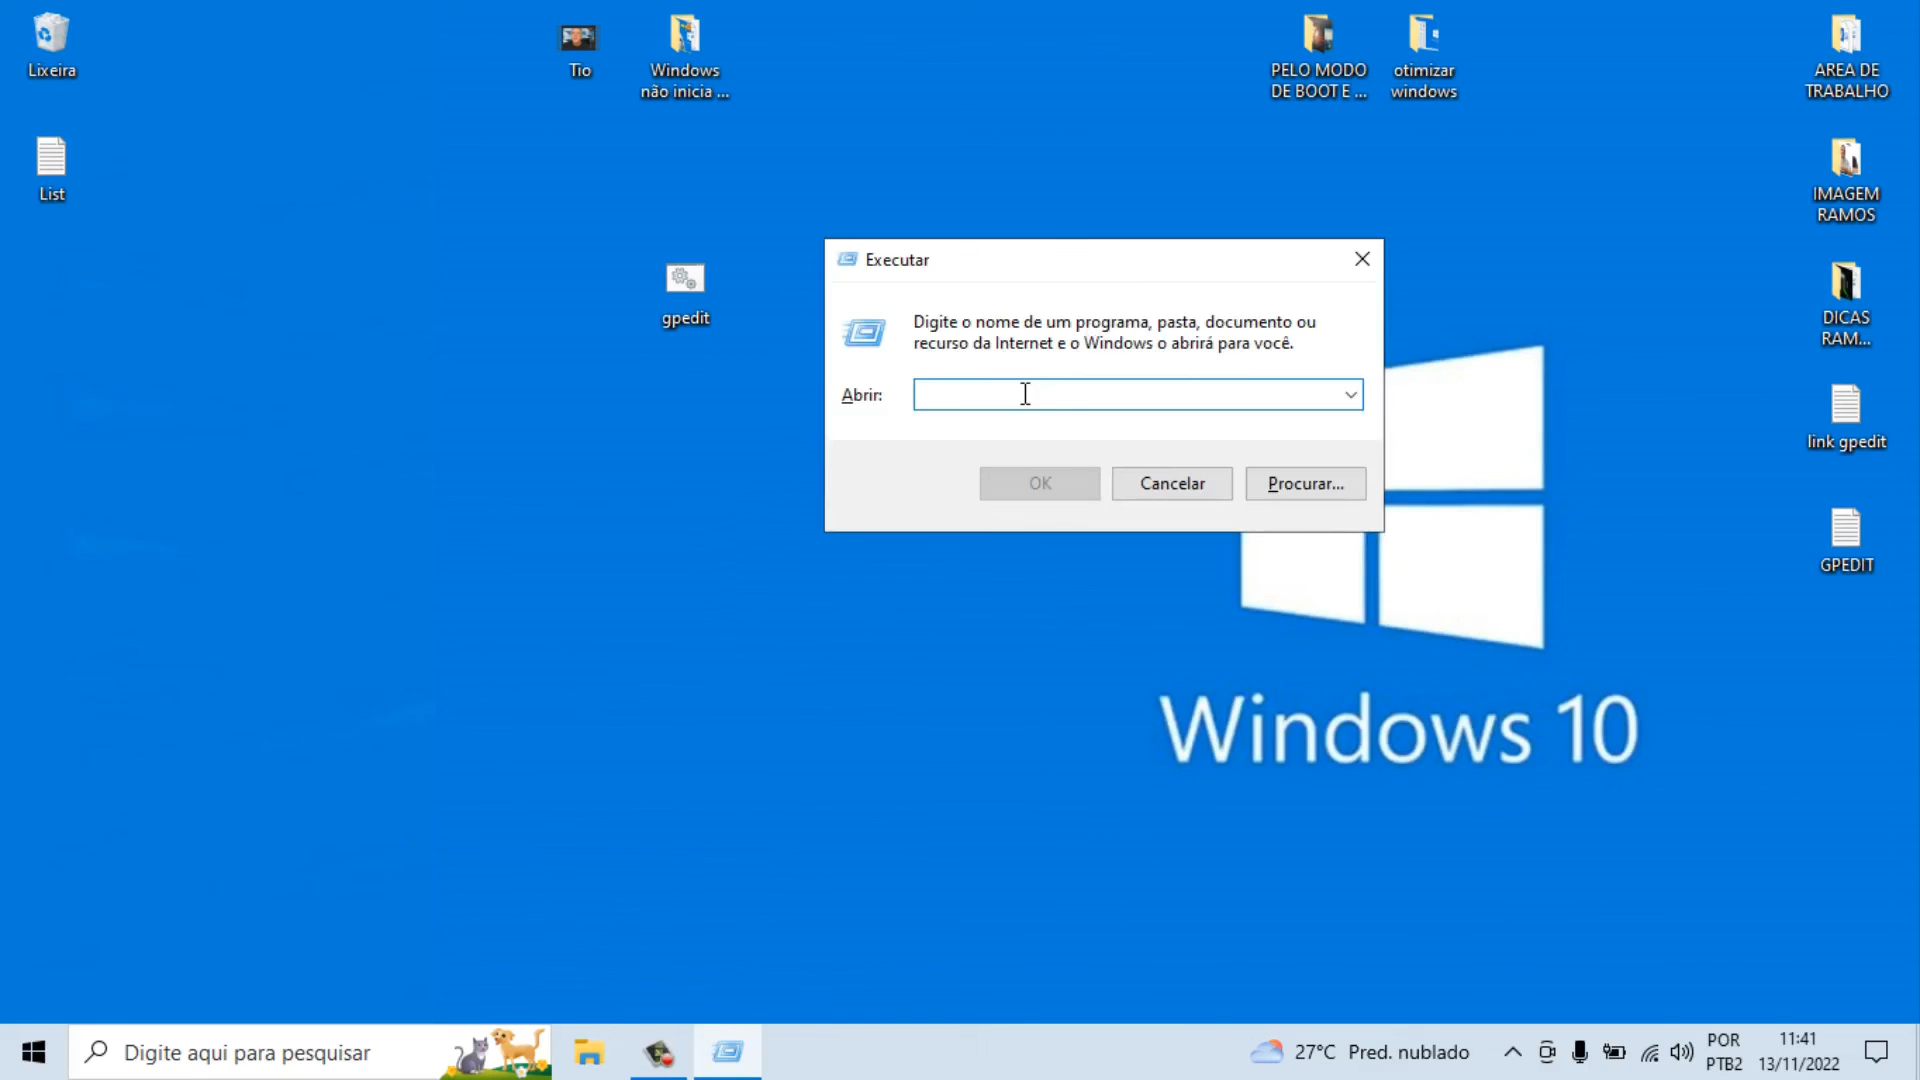 Lixeira
Tio
Windows
não inicia ...
PELO MODO
DE BOOT E ...
otimizar
windows
AREA DE
TRABALHO
List
IMAGEM
RAMOS
gpedit
DICAS
RAM...
link gpedit
GPEDIT
Executar
Digite o nome de um programa, pasta, documento ou
recurso da Internet e o Windows o abrirá para você.
Abrir:
OK
Cancelar
Procurar...
Windows 10
Digite aqui para pesquisar
27°C Pred. nublado
POR
PTB2
11:41
13/11/2022